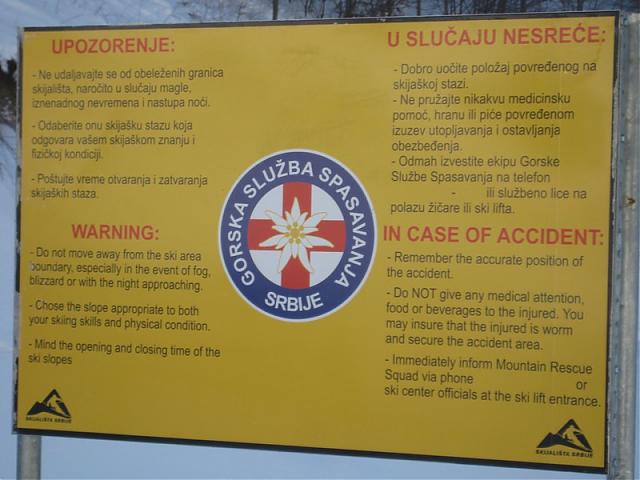 UPOZORENJE:
- Ne udaljavajte se od obeleženih granica
skijališta, naročito u slučaju magle,
iznenadnog nevremena i nastupa noći.
- Odaberite onu skijašku stazu koja
odgovara vašem skijaškom znanju i
fizičkoj kondiciji.
- Poštujte vreme otvaranja i zatvaranja
skijaških staza.
WARNING:
- Do not move away from the ski area
boundary, especially in the event of fog,
blizzard or with the night approaching.
- Chose the slope appropriate to both
your skiing skills and physical condition.
- Mind the opening and closing time of the
ski slopes
SKIJALIŠTA SRBIJE
GORSKA SLUŽBA SPASAVANJA
SRBIJE
U SLUČAJU NESREĆE:
- Dobro uočite položaj povređenog na
skijaškoj stazi.
- Ne pružajte nikakvu medicinsku
pomoć, hranu ili piće povređenom
izuzev utopljavanja i ostavljanja
obezbeđenja.
- Odmah izvestite ekipu Gorske
Službe Spasavanja na telefon
- ili službeno lice na
polazu žičare ili ski lifta.
IN CASE OF ACCIDENT:
- Remember the accurate position of
the accident.
- Do NOT give any medical attention,
food or beverages to the injured. You
may insure that the injured is worm
and secure the accident area.
- Immediately inform Mountain Rescue
Squad via phone or
ski center officials at the ski lift entrance.
SKIJALIŠTA SRBIJE